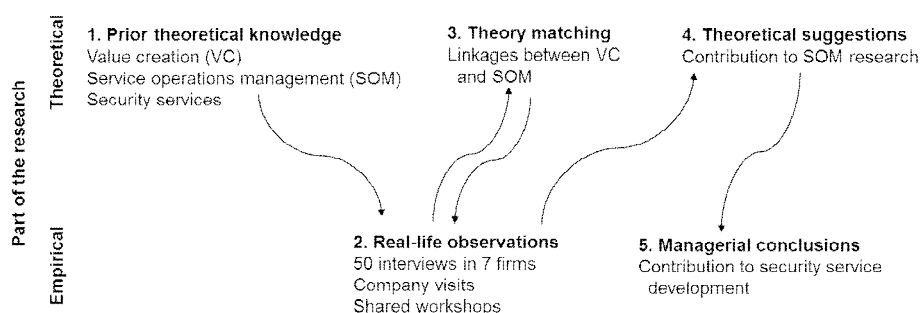 Part of the research
Theoretical
Empirical
1. Prior theoretical knowledge
Value creation (VC)
Service operations management (SOM)
Security services
3. Theory matching
Linkages between VC
and SOM
4. Theoretical suggestions
Contribution to SOM research
2. Real-life observations
50 interviews in 7 firms
Company visits
Shared workshops
5. Managerial conclusions
Contribution to security service
development